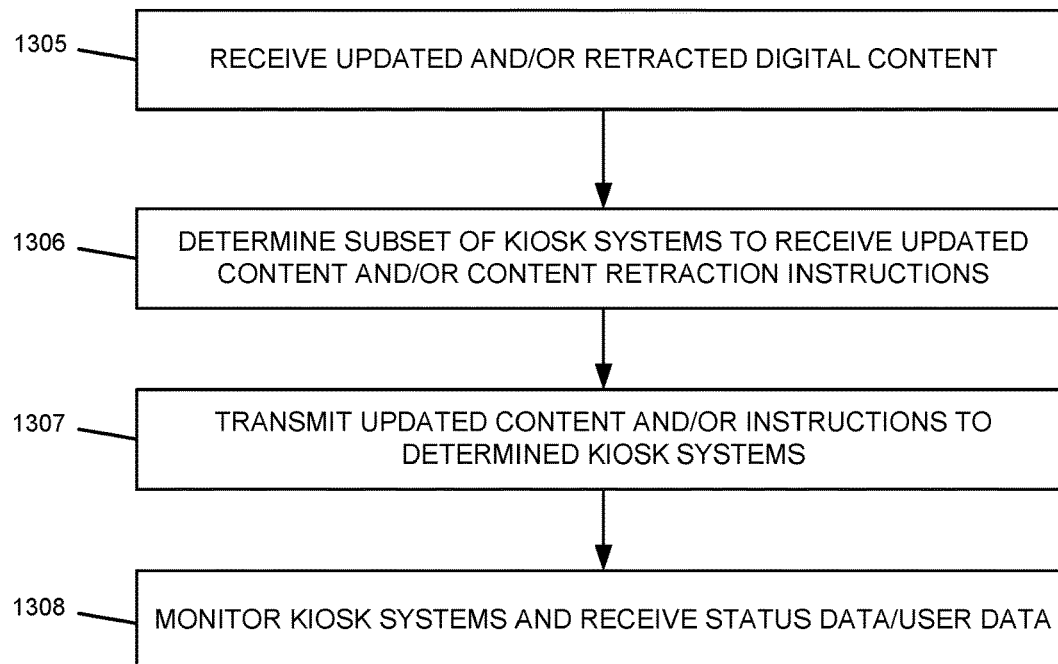 1305
RECEIVE UPDATED AND/OR RETRACTED DIGITAL CONTENT
1306
DETERMINE SUBSET OF KIOSK SYSTEMS TO RECEIVE UPDATED
CONTENT AND/OR CONTENT RETRACTION INSTRUCTIONS
1307
TRANSMIT UPDATED CONTENT AND/OR INSTRUCTIONS TO
DETERMINED KIOSK SYSTEMS
1308
MONITOR KIOSK SYSTEMS AND RECEIVE STATUS DATA/USER DATA